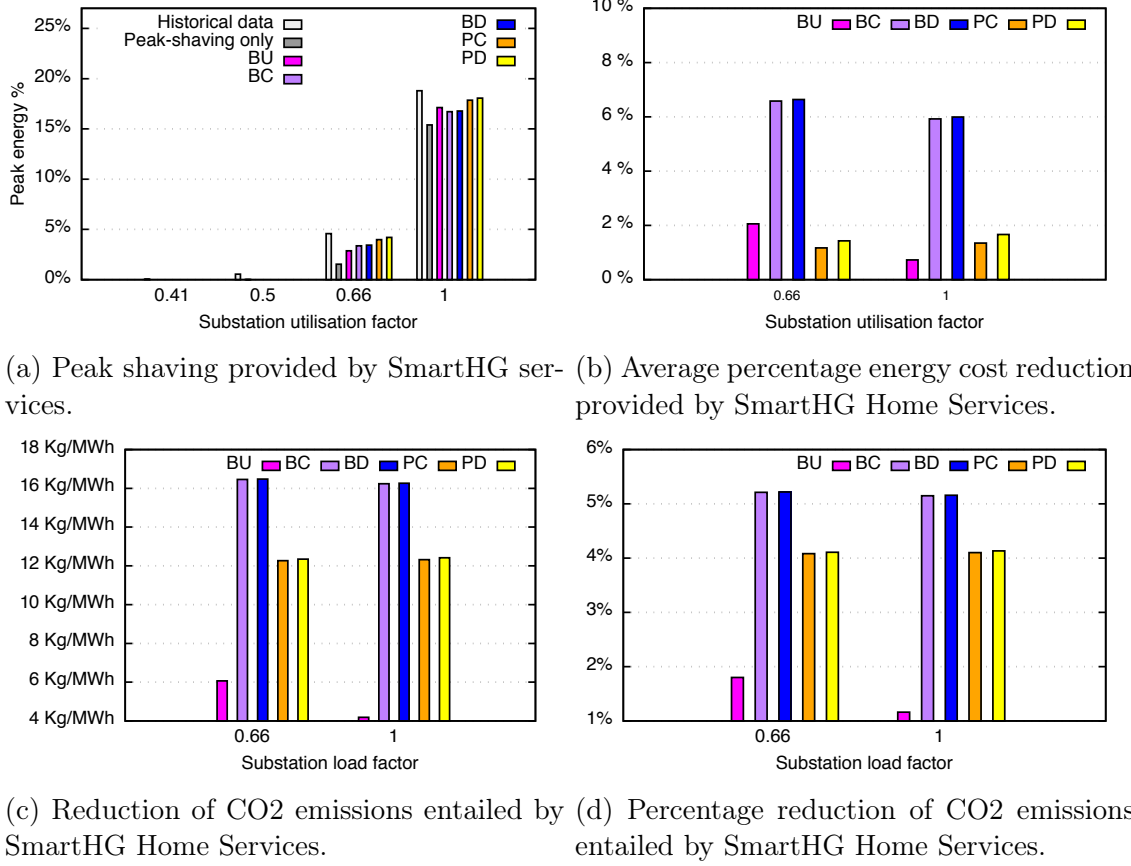 25%
20%
15%
10%
5%
0%
Peak energy %
Historical data
Peak-shaving only
BU
BC
BD
PC
PD
0.41 0.5 0.66 1
Substation utilisation factor
10 %
8 %
6 %
4 %
2 %
0 %
BU BC BD PC PD
0.66 1
Substation utilisation factor
(a) Peak shaving provided by SmartHG ser-
vices.
(b) Average percentage energy cost reduction
provided by SmartHG Home Services.
18 Kg/MWh
16 Kg/MWh
14 Kg/MWh
12 Kg/MWh
10 Kg/MWh
8 Kg/MWh
6 Kg/MWh
4 Kg/MWh
BU BC BD PC PD
0.66 1
Substation load factor
6%
5%
4%
3%
2%
1%
BU BC BD PC PD
0.66 1
Substation load factor
(c) Reduction of CO2 emissions entailed by
SmartHG Home Services.
(d) Percentage reduction of CO2 emissions
entailed by SmartHG Home Services.